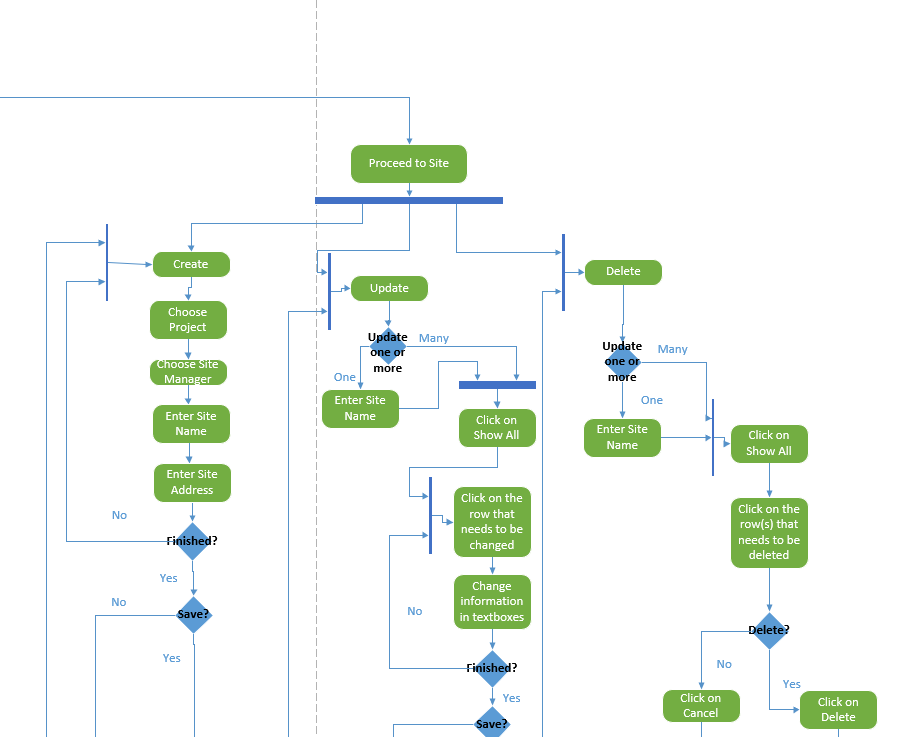 Proceed to Site
Create
Choose
Project
Choose Site
Manager
Enter Site
Name
Enter Site
Address
No
Finished?
Yes
No
Save?
Yes
Update
Update
one or
more
Many
One
Enter Site
Name
Click on
Show All
Click on the
row that
needs to be
changed
Change
information
in textboxes
No
Finished?
Yes
Save?
Delete
Update
one or
more
Many
One
Enter Site
Name
Click on
Show All
Click on the
row(s) that
needs to be
deleted
Delete?
No
Yes
Click on
Cancel
Click on
Delete